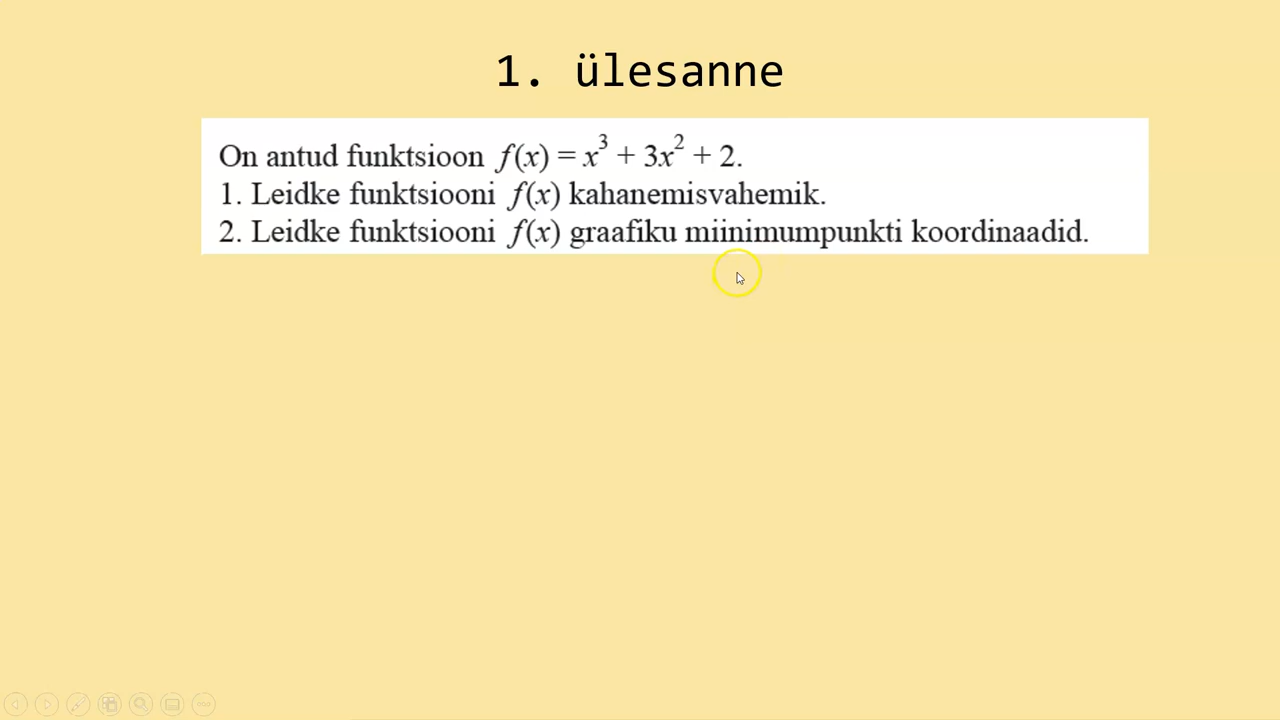 1. ülesanne
On antud funktsioon f(x) = x³ + 3x² + 2.
1. Leidke funktsiooni f(x) kahanemisvahemik.
2. Leidke funktsiooni f(x) graafiku miinimumpunkti koordinaadid.